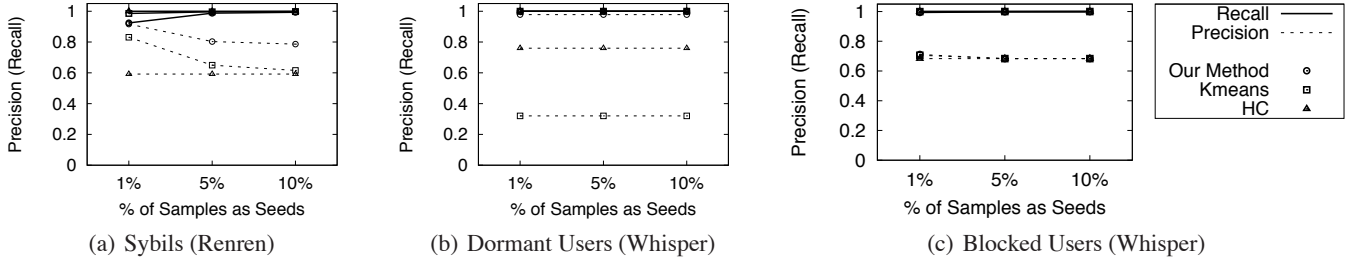 Precision (Recall)
1
0.8
0.6
0.4
0.2
0
1%
5%
10%
% of Samples as Seeds
(a) Sybils (Renren)
Precision (Recall)
1
0.8
0.6
0.4
0.2
0
1%
5%
10%
% of Samples as Seeds
(b) Dormant Users (Whisper)
Precision (Recall)
1
0.8
0.6
0.4
0.2
0
1%
5%
10%
% of Samples as Seeds
(c) Blocked Users (Whisper)
Recall
Precision
Our Method
Kmeans
HC